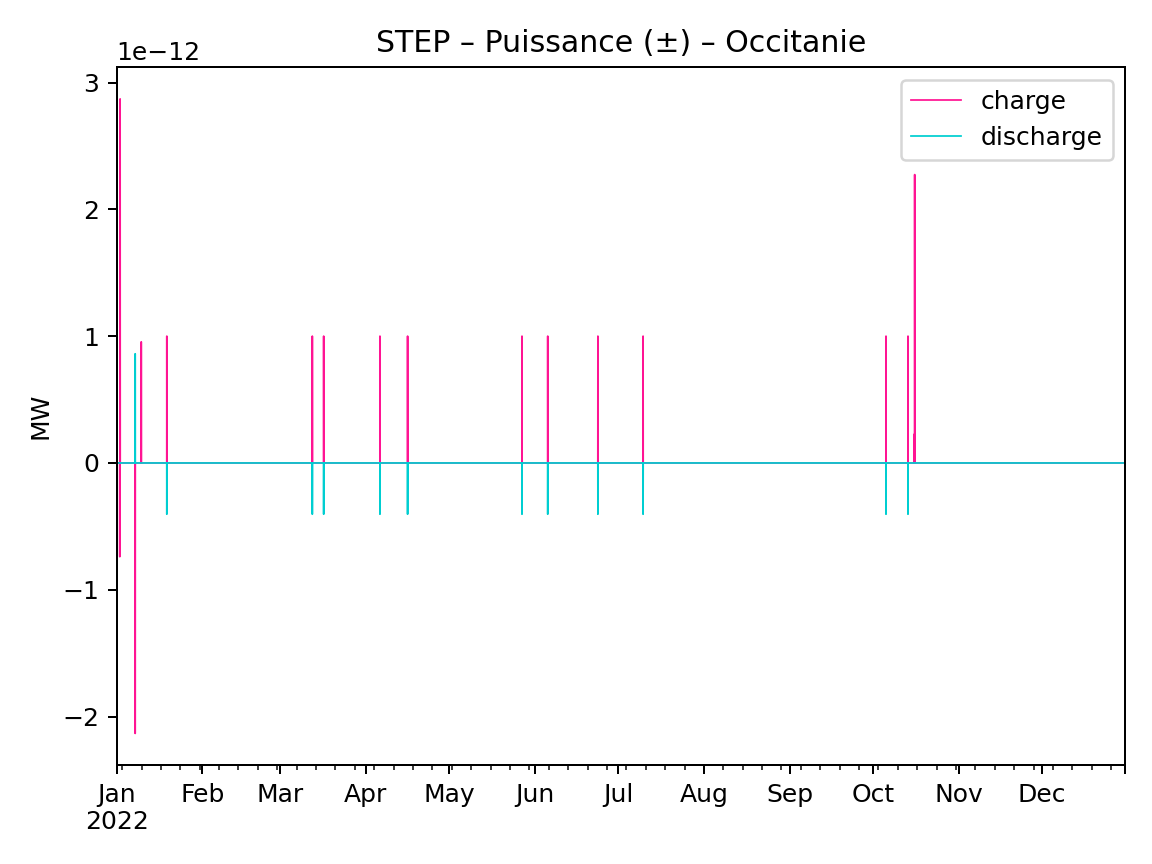 STEP – Puissance (±) – Occitanie
1e−12
3
2
1
0
−1
−2
MW
charge
discharge
Jan Feb Mar Apr May Jun Jul Aug Sep Oct Nov Dec
2022